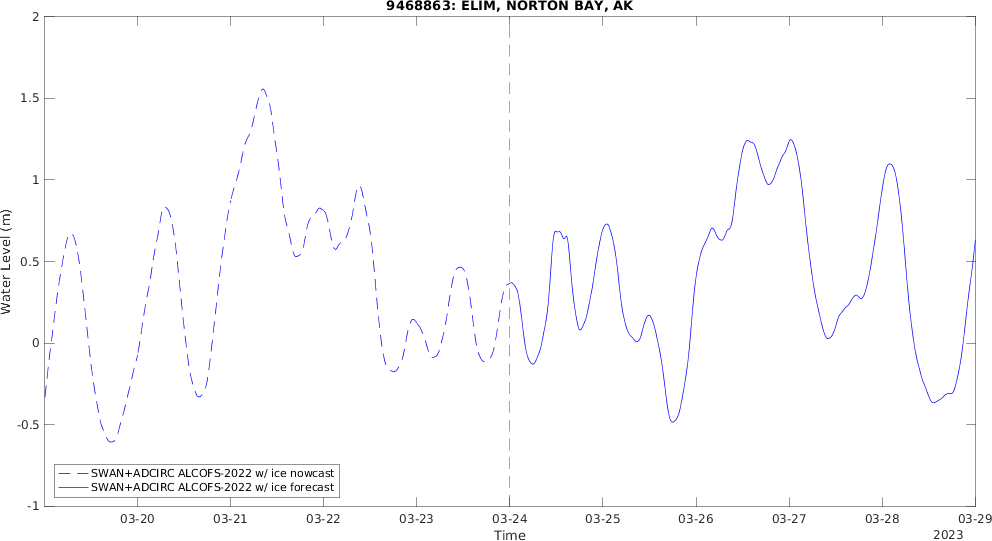 9468863: ELIM, NORTON BAY, AK
2
1.5
1
0.5
0
-0.5
-1
Water Level (m)
SWAN+ADCIRC ALCOFS-2022 w/ ice nowcast
SWAN+ADCIRC ALCOFS-2022 w/ ice forecast
03-20 03-21 03-22 03-23 03-24 03-25 03-26 03-27 03-28 03-29
Time 2023